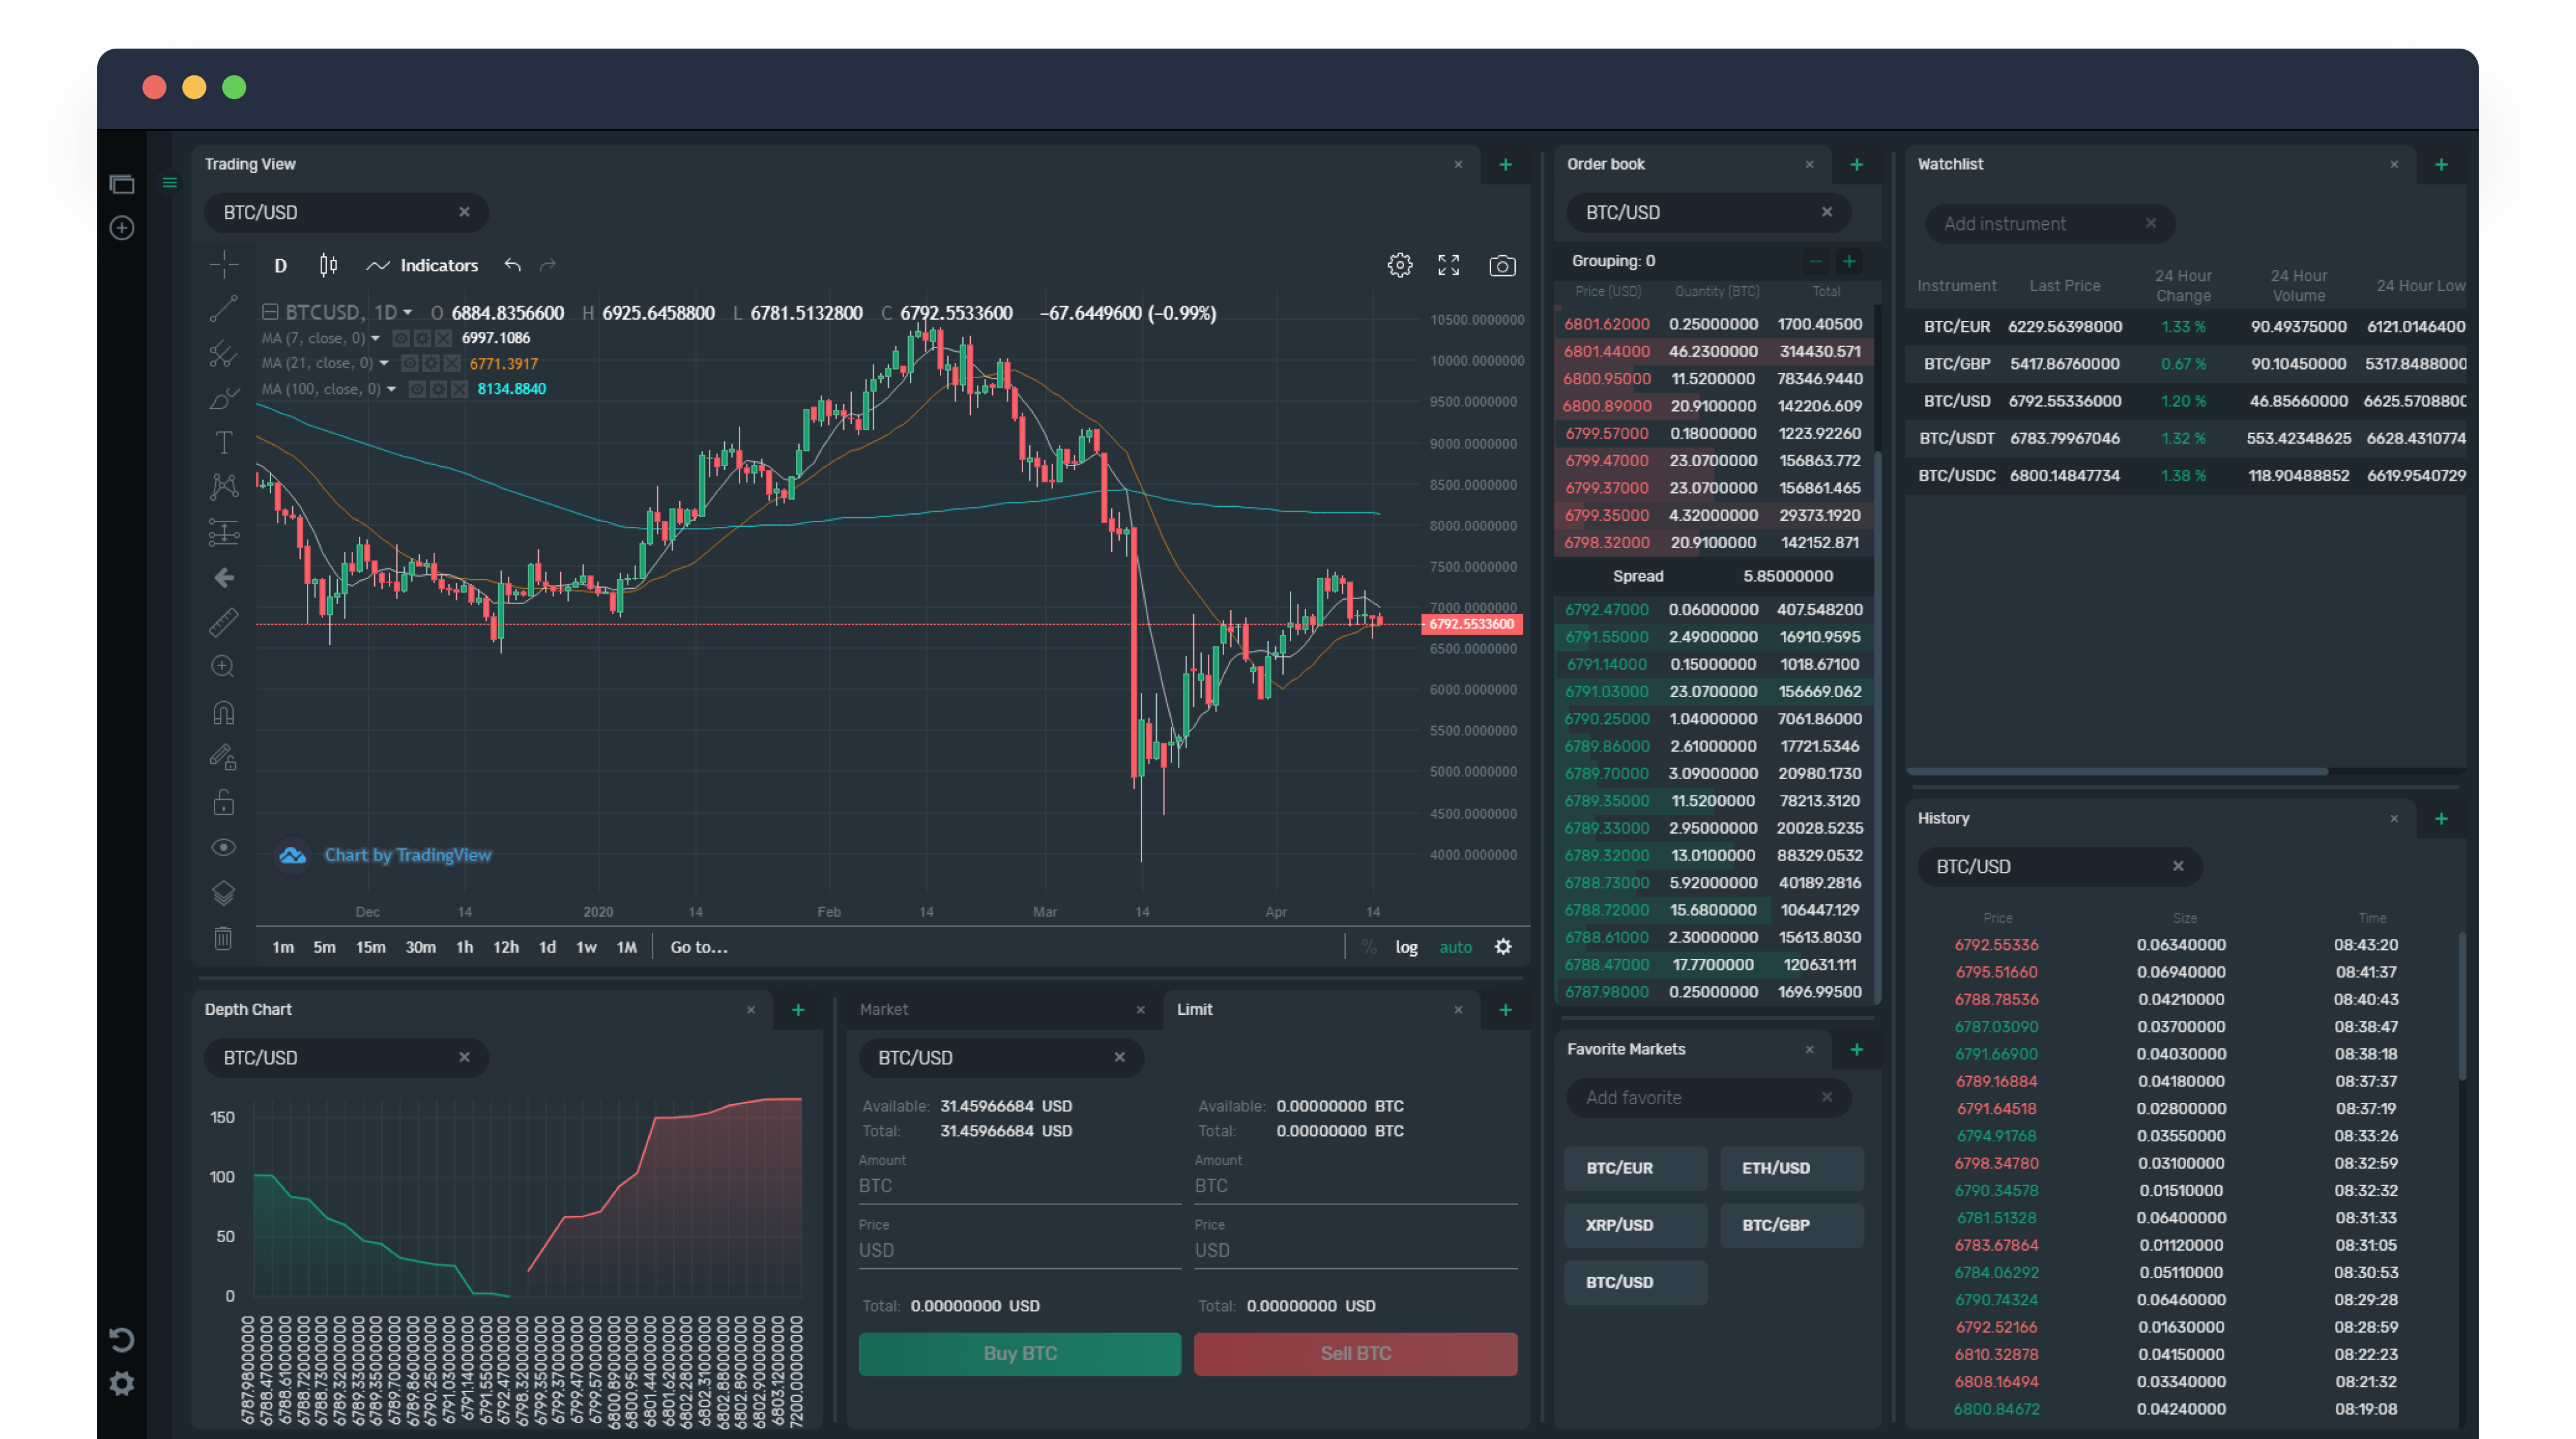 Trading View
BTC/USD
D Indicators
BTCUSD, 1D O 6884.8356600 H 6925.6458800 L 6781.5132800 C 6792.5533600 −67.6449600 (−0.99%)
MA (7, close, 0) 6997.1086
MA (21, close, 0) 6771.3917
MA (100, close, 0) 8134.8840
10500.0000000
10000.0000000
9500.0000000
9000.0000000
8500.0000000
8000.0000000
7500.0000000
7000.0000000
6792.5533600
6500.0000000
6000.0000000
5500.0000000
5000.0000000
4500.0000000
4000.0000000
Chart by TradingView
Dec 14 2020 14 Feb 14 Mar 14 Apr 14
1m 5m 15m 30m 1h 12h 1d 1w 1M Go to...
% log auto
Order book
BTC/USD
Grouping: 0
Price (USD) Quantity (BTC) Total
6801.62000 0.25000000 1700.40500
6801.44000 46.2300000 314430.571
6800.95000 11.5200000 78346.9440
6800.89000 20.9100000 142206.609
6799.57000 0.18000000 1223.92260
6799.47000 23.0700000 156863.772
6799.37000 23.0700000 156861.465
6799.35000 4.32000000 29373.1920
6798.32000 20.9100000 142152.871
Spread 5.85000000
6792.47000 0.06000000 407.548200
6791.55000 2.49000000 16910.9595
6791.14000 0.15000000 1018.67100
6791.03000 23.0700000 156669.062
6790.25000 1.04000000 7061.86000
6789.86000 2.61000000 17721.5346
6789.70000 3.09000000 20980.1730
6789.35000 11.5200000 78213.3120
6789.33000 2.95000000 20028.5235
6789.32000 13.0100000 88329.0532
6788.73000 5.92000000 40189.2816
6788.72000 15.6800000 106447.129
6788.61000 2.30000000 15613.8030
6788.47000 17.7700000 120631.111
6787.98000 0.25000000 1696.99500
Watchlist
Add instrument
Instrument Last Price 24 Hour Change 24 Hour Volume 24 Hour Low
BTC/EUR 6229.56398000 1.33 % 90.49375000 6121.0146400
BTC/GBP 5417.86760000 0.67 % 90.10450000 5317.8488000
BTC/USD 6792.55336000 1.20 % 46.85660000 6625.5708800
BTC/USDT 6783.79967046 1.32 % 553.42348625 6628.4310774
BTC/USDC 6800.14847734 1.38 % 118.90488852 6619.9540729
History
BTC/USD
Price Size Time
6792.55336 0.06340000 08:43:20
6795.51660 0.06940000 08:41:37
6788.78536 0.04210000 08:40:43
6787.03090 0.03700000 08:38:47
6791.66900 0.04030000 08:38:18
6789.16884 0.04180000 08:37:37
6791.64518 0.02800000 08:37:19
6794.91768 0.03550000 08:33:26
6798.34780 0.03100000 08:32:59
6790.34578 0.01510000 08:32:32
6781.51328 0.06400000 08:31:33
6783.67864 0.01120000 08:31:05
6784.06292 0.05110000 08:30:53
6790.74324 0.06460000 08:29:28
6792.52166 0.01630000 08:28:59
6810.32878 0.04150000 08:22:23
6808.16494 0.03340000 08:21:32
6800.84672 0.04240000 08:19:08
Depth Chart
BTC/USD
150
100
50
0
6787.98000000
6788.47000000
6788.61000000
6788.72000000
6788.73000000
6789.32000000
6789.33000000
6789.35000000
6789.70000000
6789.86000000
6790.25000000
6791.03000000
6791.14000000
6791.55000000
6792.47000000
6798.32000000
6799.35000000
6799.37000000
6799.47000000
6799.57000000
6800.89000000
6800.95000000
6801.44000000
6801.62000000
6802.28000000
6802.31000000
6802.88000000
6802.89000000
6802.90000000
6803.12000000
7200.00000000
Market Limit
BTC/USD
Available: 31.45966684 USD Available: 0.00000000 BTC
Total: 31.45966684 USD Total: 0.00000000 BTC
Amount Amount
BTC BTC
Price Price
USD USD
Total: 0.00000000 USD Total: 0.00000000 USD
Buy BTC Sell BTC
Favorite Markets
Add favorite
BTC/EUR ETH/USD
XRP/USD BTC/GBP
BTC/USD